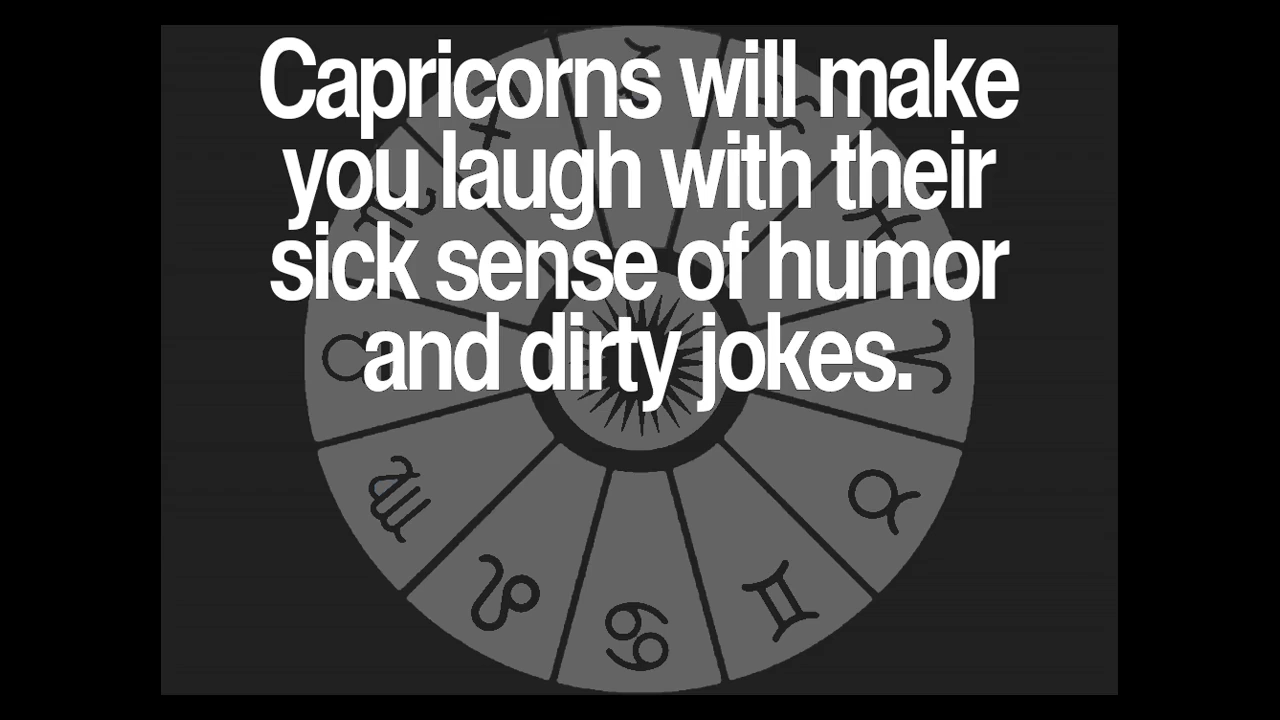 Capricorns will make
you laugh with their
sick sense of humor
and dirty jokes.